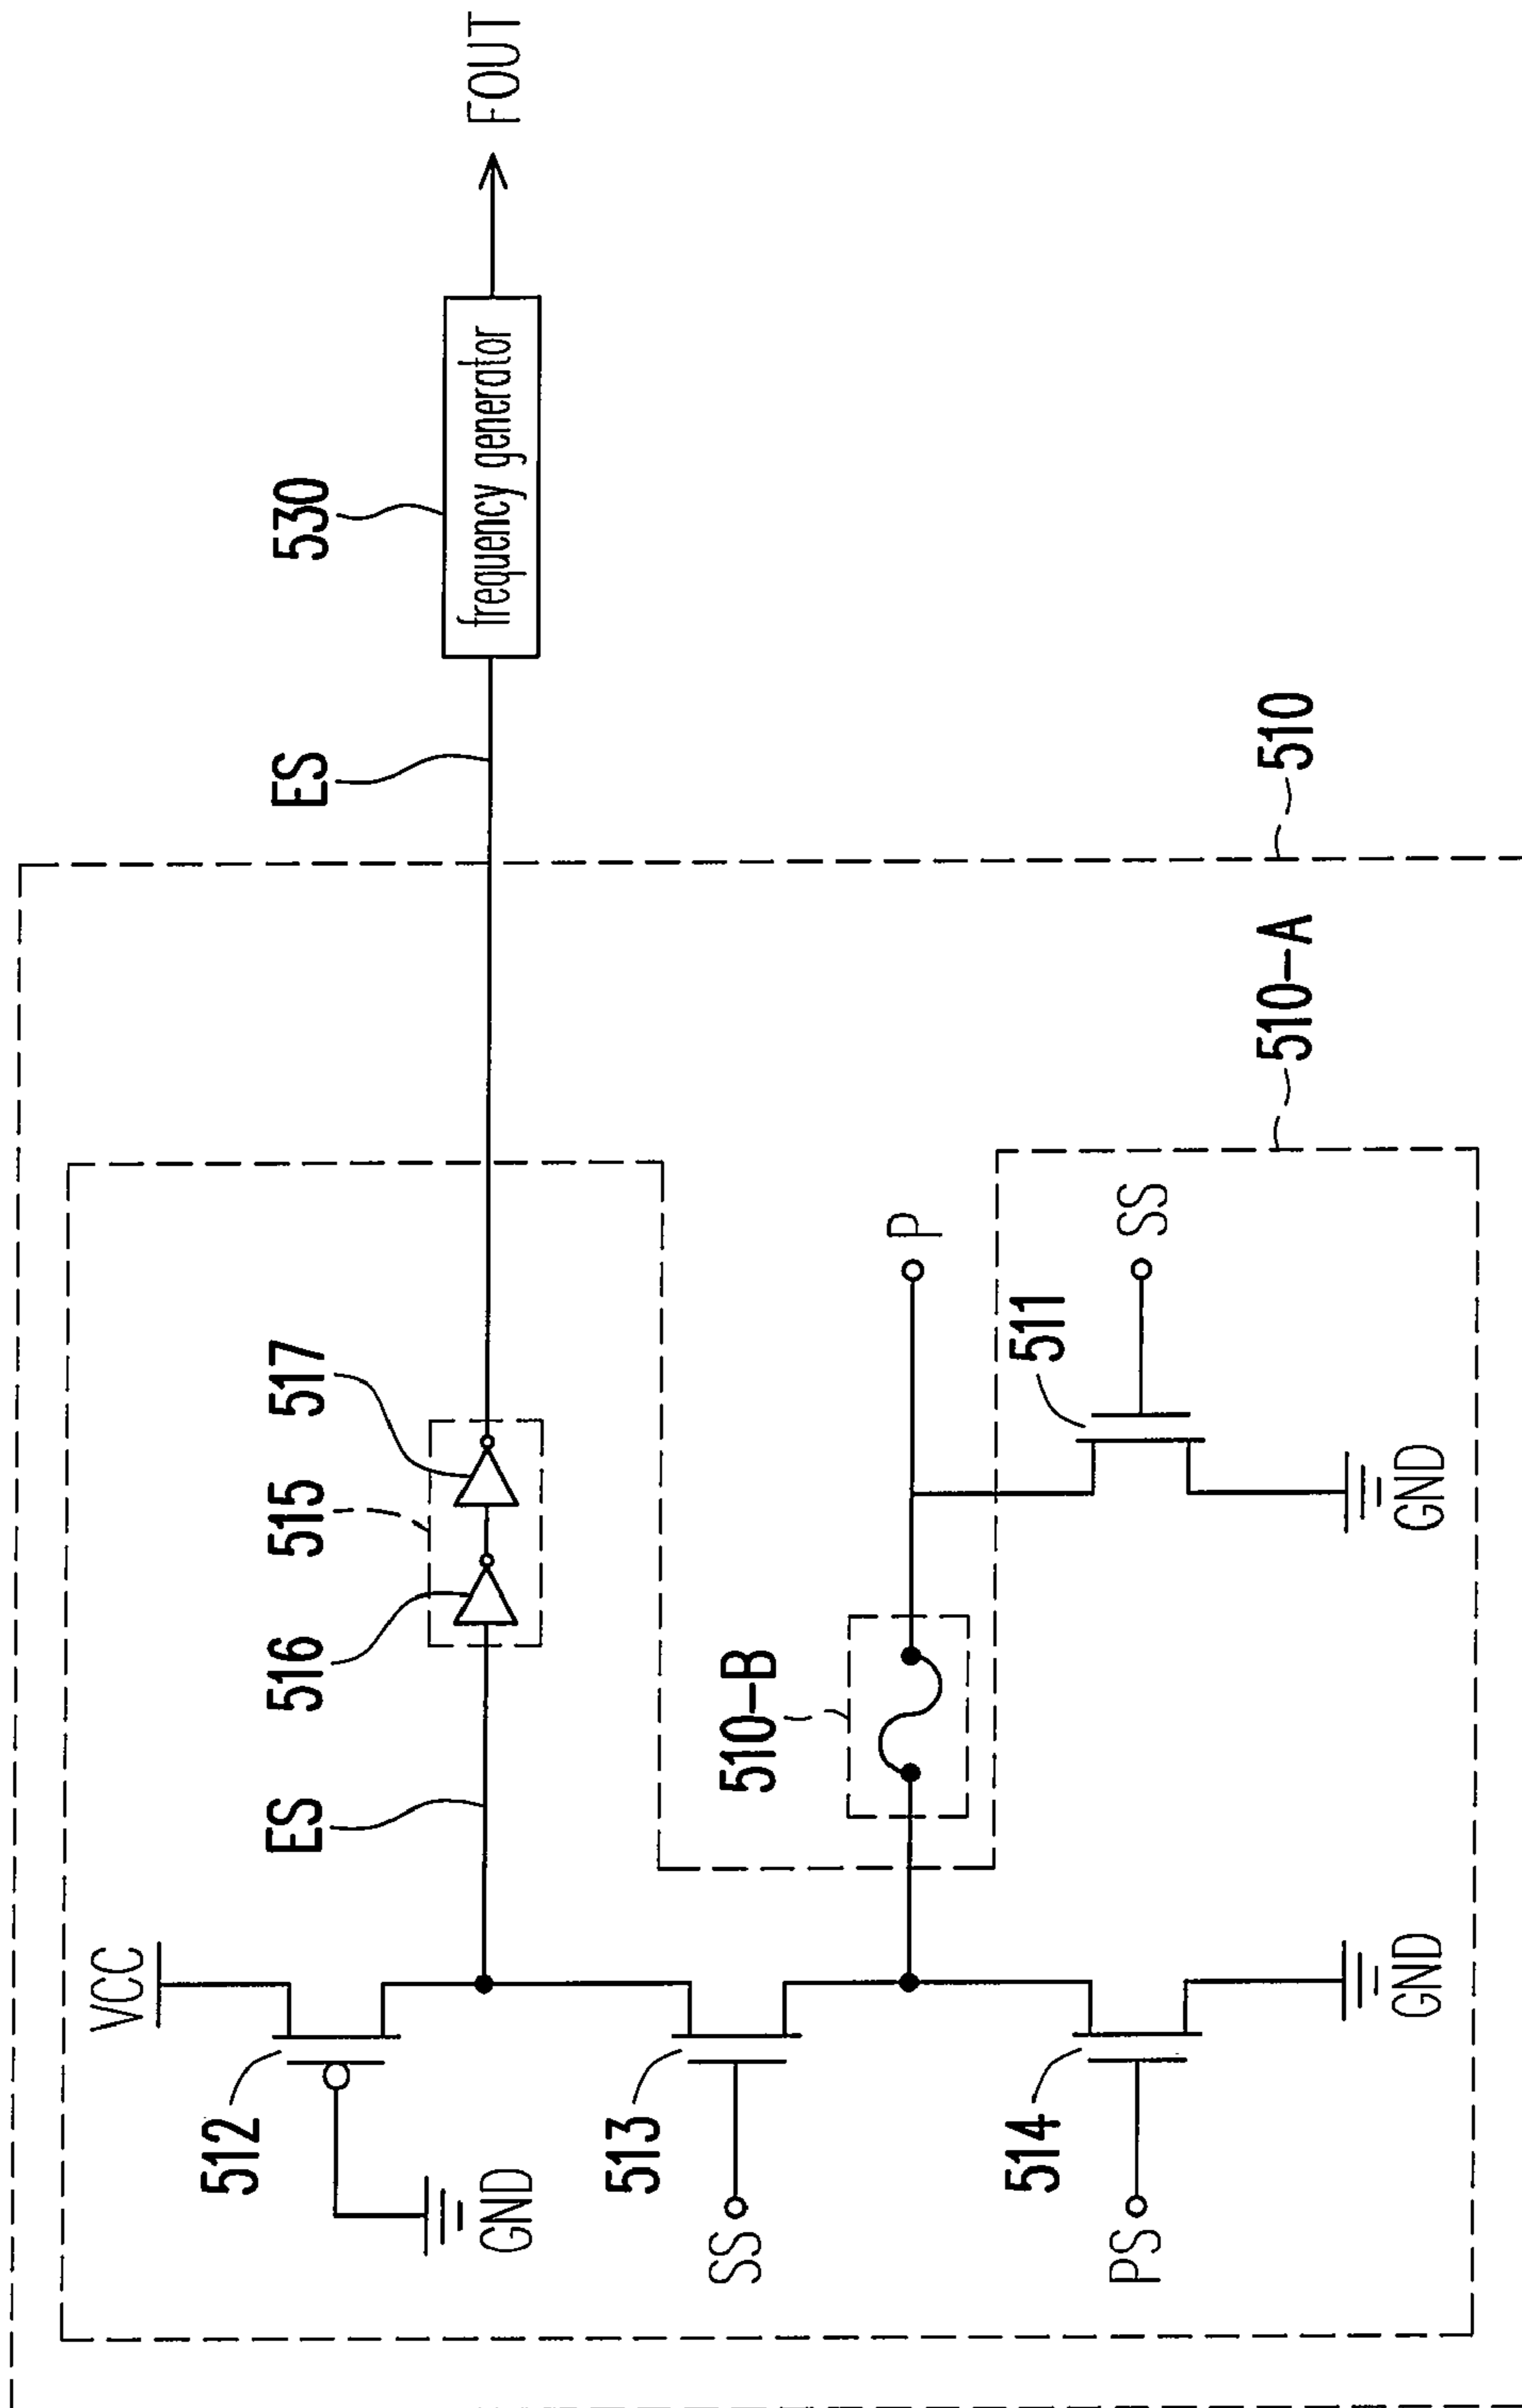 VCC
512
GND
ES
516
515
517
ES
530
frequency generator
FOUT
513
SS
510-B
P
514
PS
GND
511
SS
GND
510-A
510